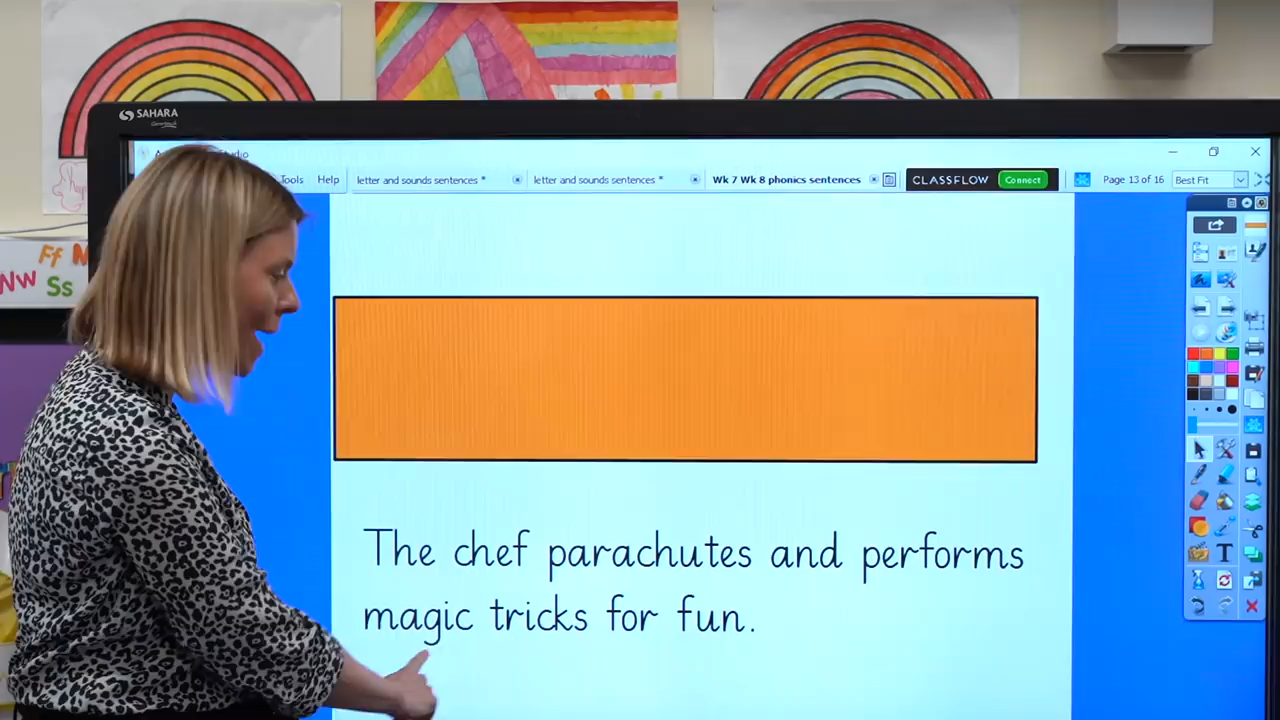 SAHARA
Tools Help letter and sounds sentences * letter and sounds sentences * Wk 7 Wk 8 phonics sentences CLASSFLOW Connect Page 13 of 16 Best Fit
Ff
Nw Ss
The chef parachutes and performs
magic tricks for fun.